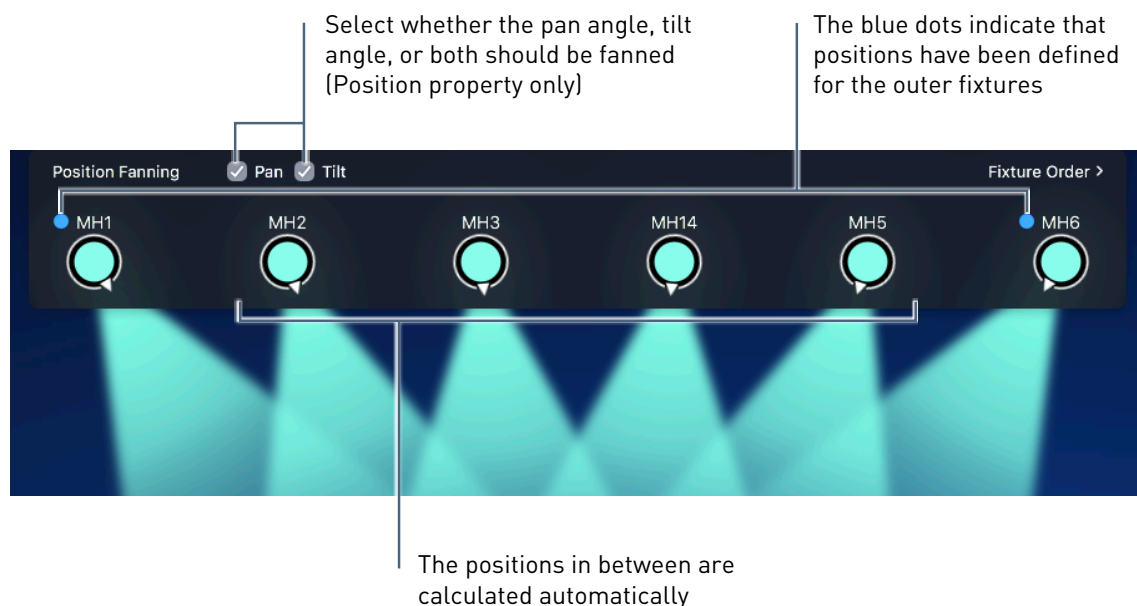 Select whether the pan angle, tilt
angle, or both should be fanned
(Position property only)
The blue dots indicate that
positions have been defined
for the outer fixtures
Position Fanning Pan Tilt Fixture Order >
MH1 MH2 MH3 MH14 MH5 MH6
The positions in between are
calculated automatically